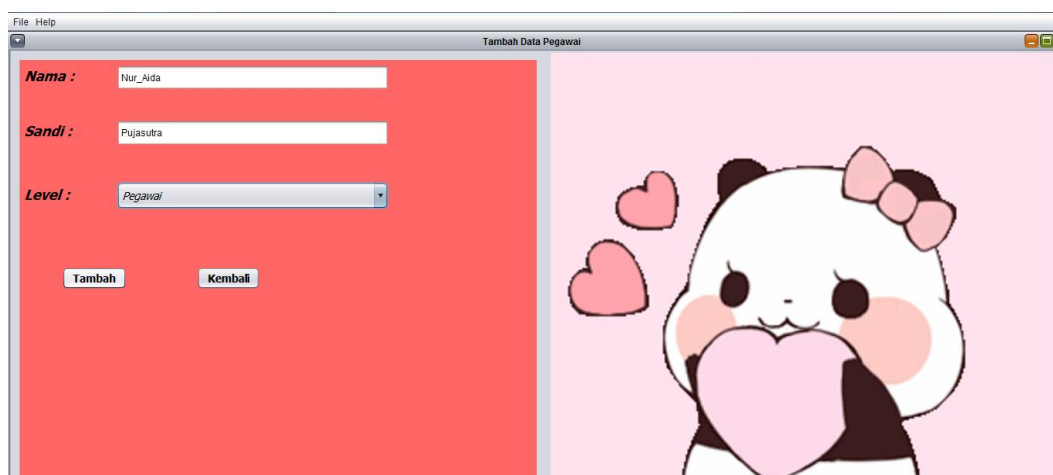 File Help
Tambah Data Pegawai
Nama : Nur_Aida
Sandi : Pujasutra
Level : Pegawai
Tambah Kembali